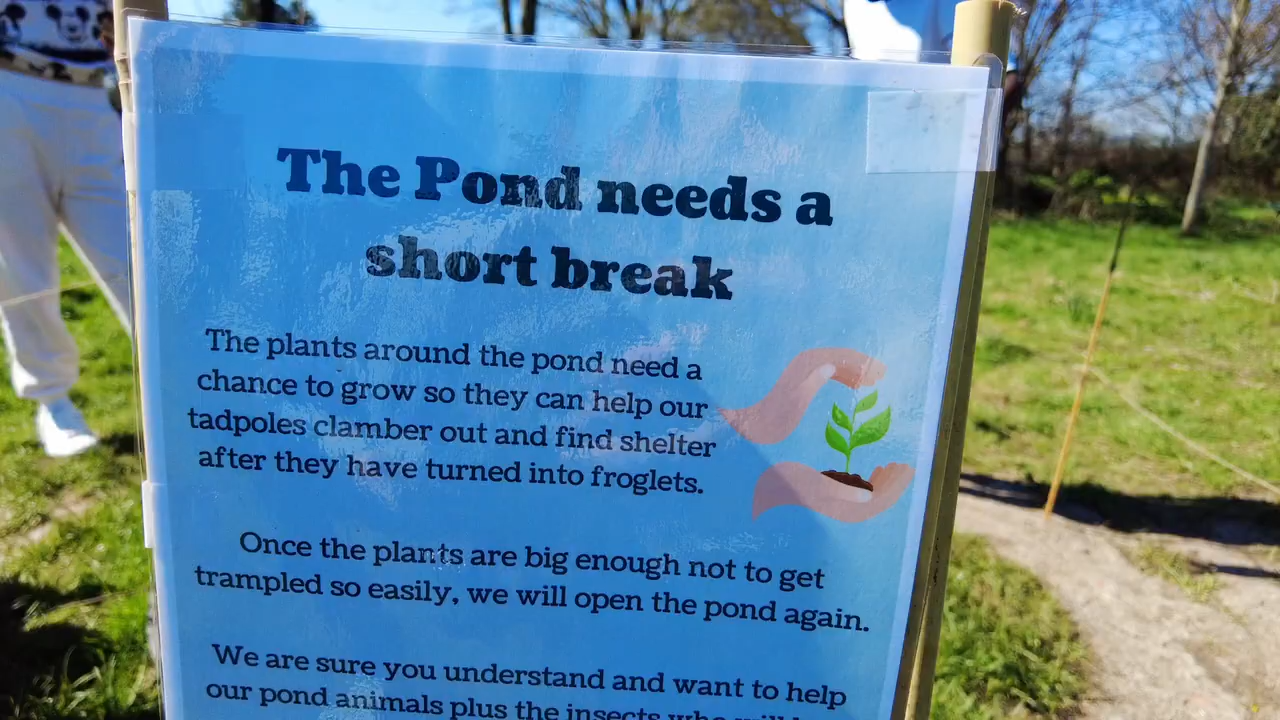 The Pond needs a
short break
The plants around the pond need a
chance to grow so they can help our
tadpoles clamber out and find shelter
after they have turned into froglets.
Once the plants are big enough not to get
trampled so easily, we will open the pond again.
We are sure you understand and want to help
our pond animals plus the insects who will